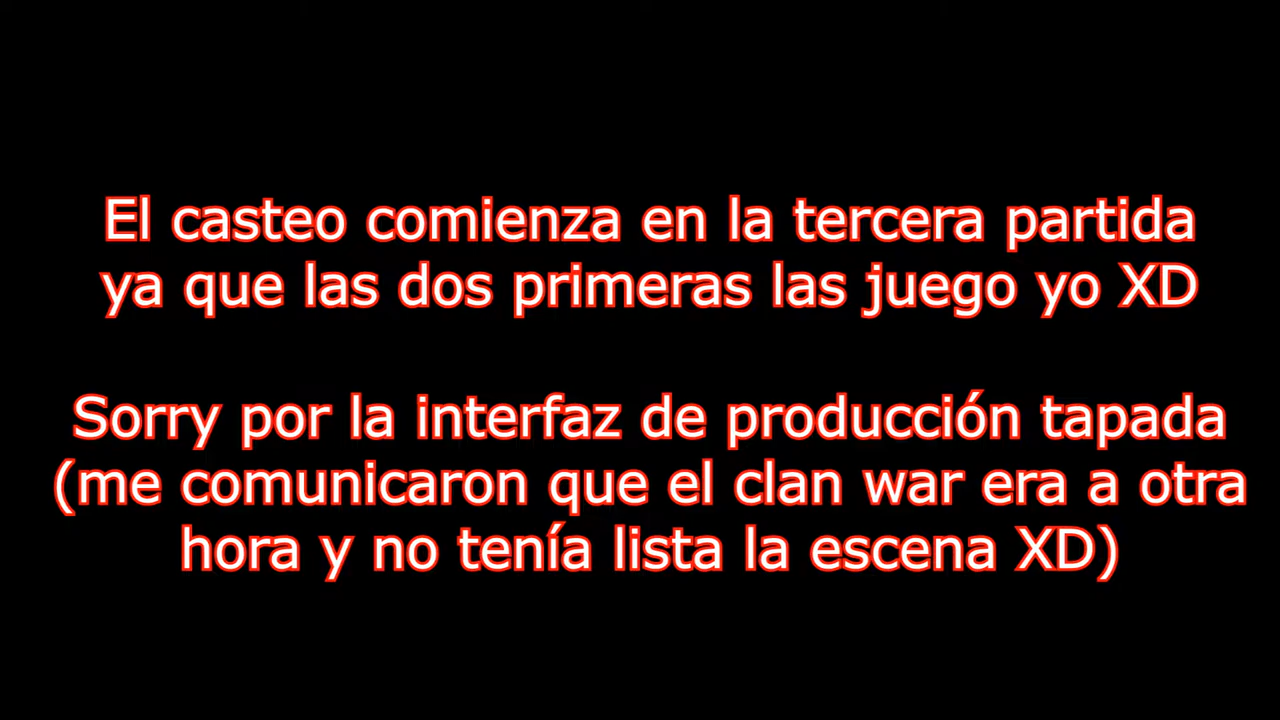 El casteo comienza en la tercera partida
ya que las dos primeras las juego yo XD
Sorry por la interfaz de producción tapada
(me comunicaron que el clan war era a otra
hora y no tenía lista la escena XD)